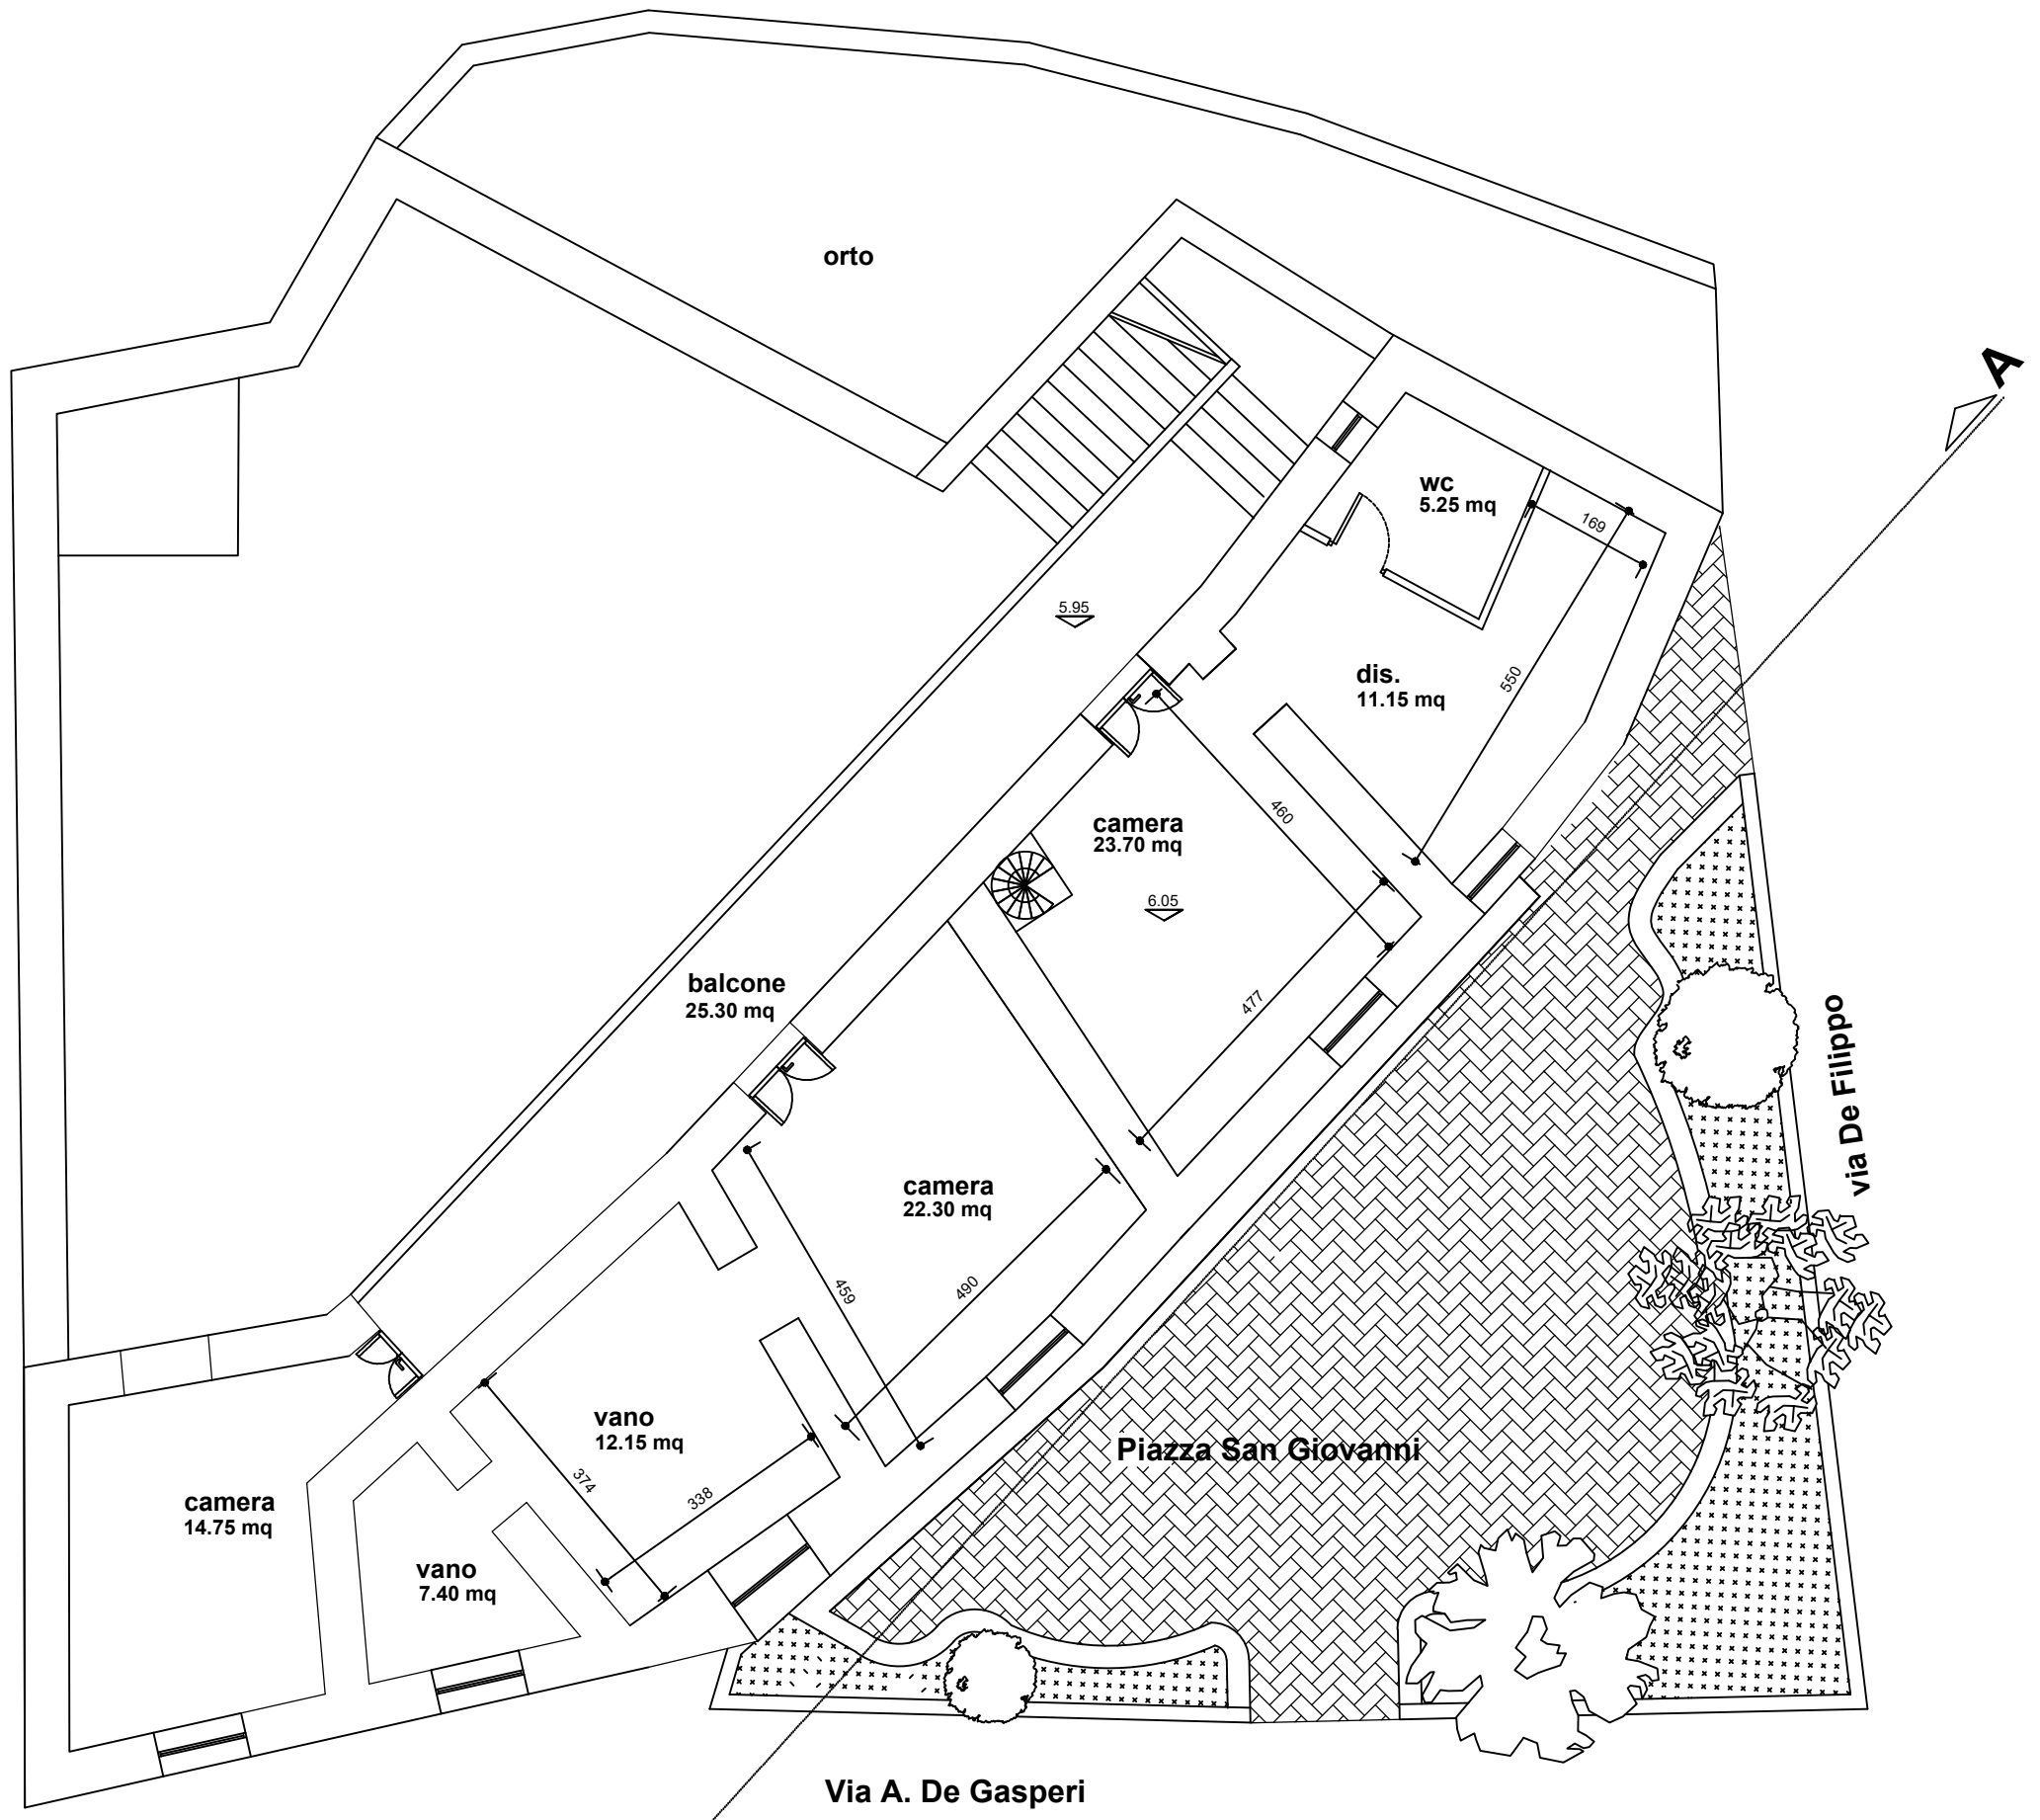 orto
A
wc
5.25 mq
169
5.95
550
dis.
11.15 mq
460
camera
23.70 mq
6.05
477
balcone
25.30 mq
via De Filippo
camera
22.30 mq
459
490
vano
12.15 mq
374
338
Piazza San Giovanni
camera
14.75 mq
vano
7.40 mq
Via A. De Gasperi